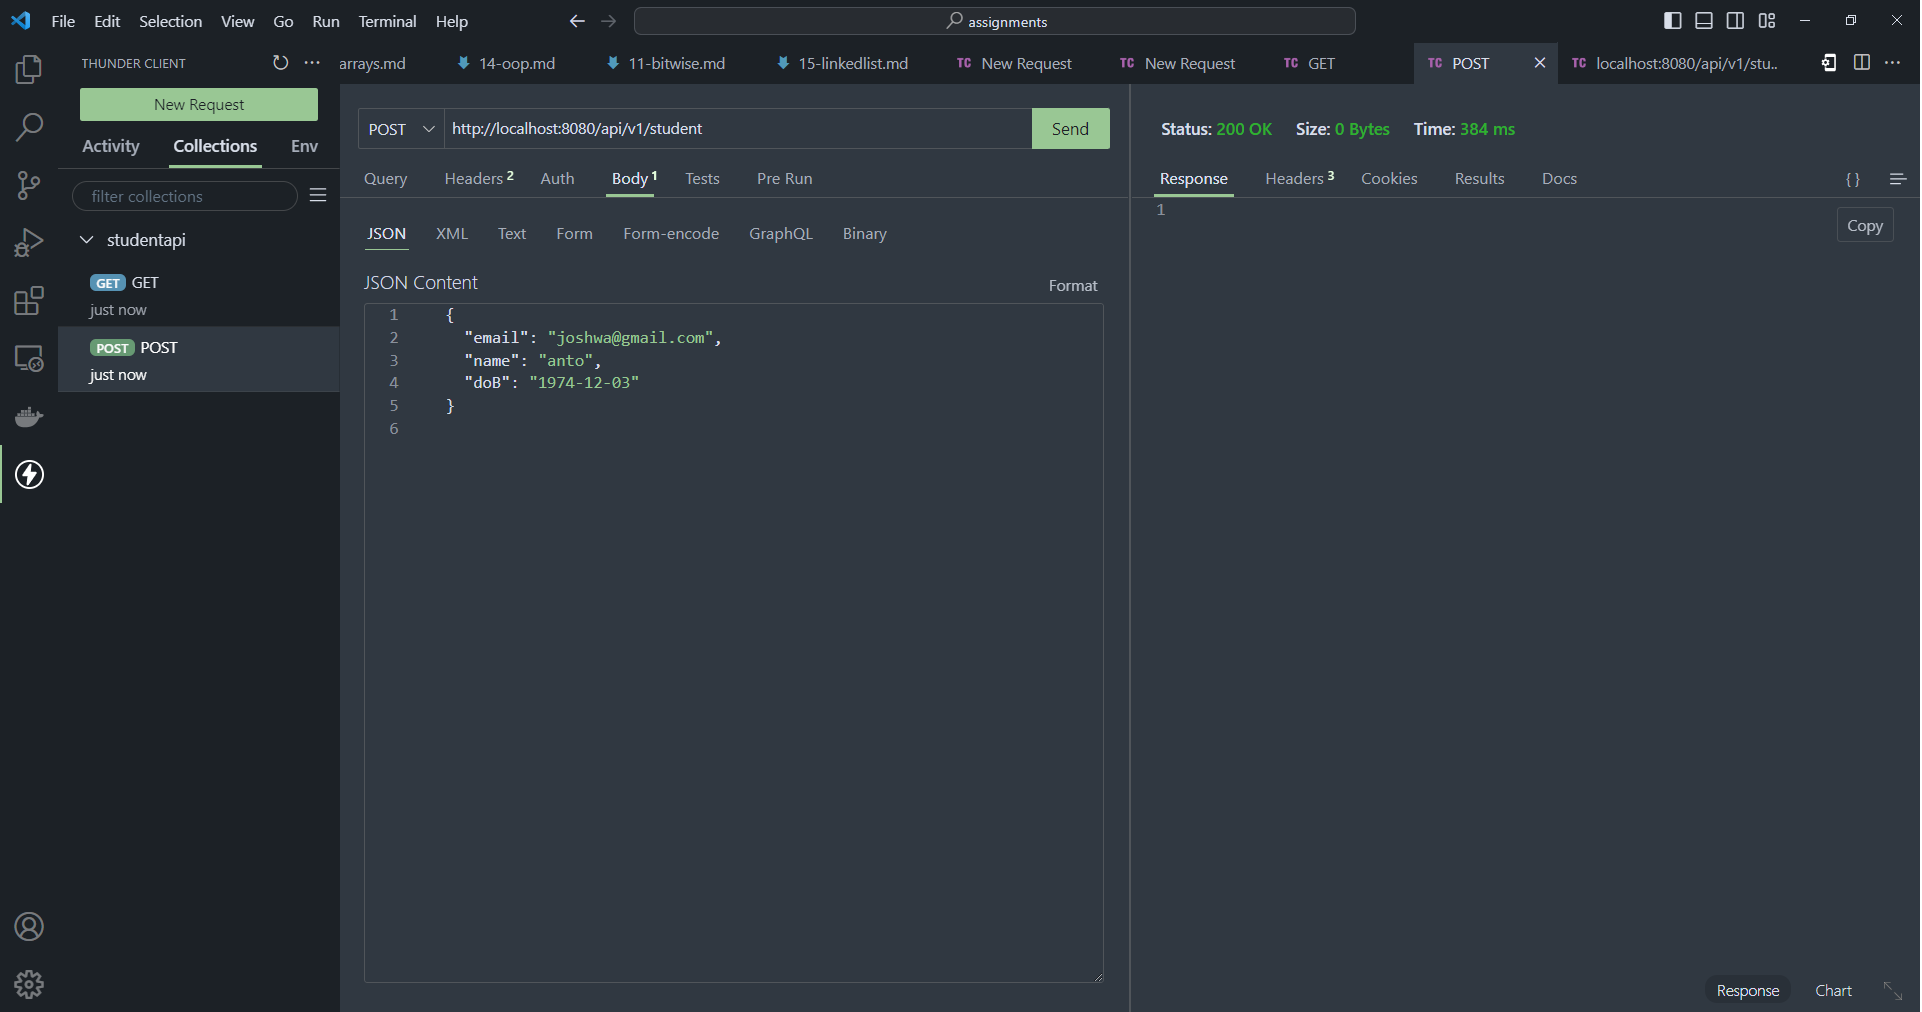 File Edit Selection View Go Run Terminal Help
assignments
THUNDER CLIENT
arrays.md 14-oop.md 11-bitwise.md 15-linkedlist.md TC New Request TC New Request TC GET TC POST TC localhost:8080/api/v1/stu..
New Request
Activity Collections Env
filter collections
studentapi
GET GET
just now
POST POST
just now
POST http://localhost:8080/api/v1/student Send
Query Headers 2 Auth Body 1 Tests Pre Run
JSON XML Text Form Form-encode GraphQL Binary
JSON Content
Format
1 {
2 "email": "joshwa@gmail.com",
3 "name": "anto",
4 "doB": "1974-12-03"
5 }
6
Status: 200 OK Size: 0 Bytes Time: 384 ms
Response Headers 3 Cookies Results Docs { }
1
Copy
Response Chart